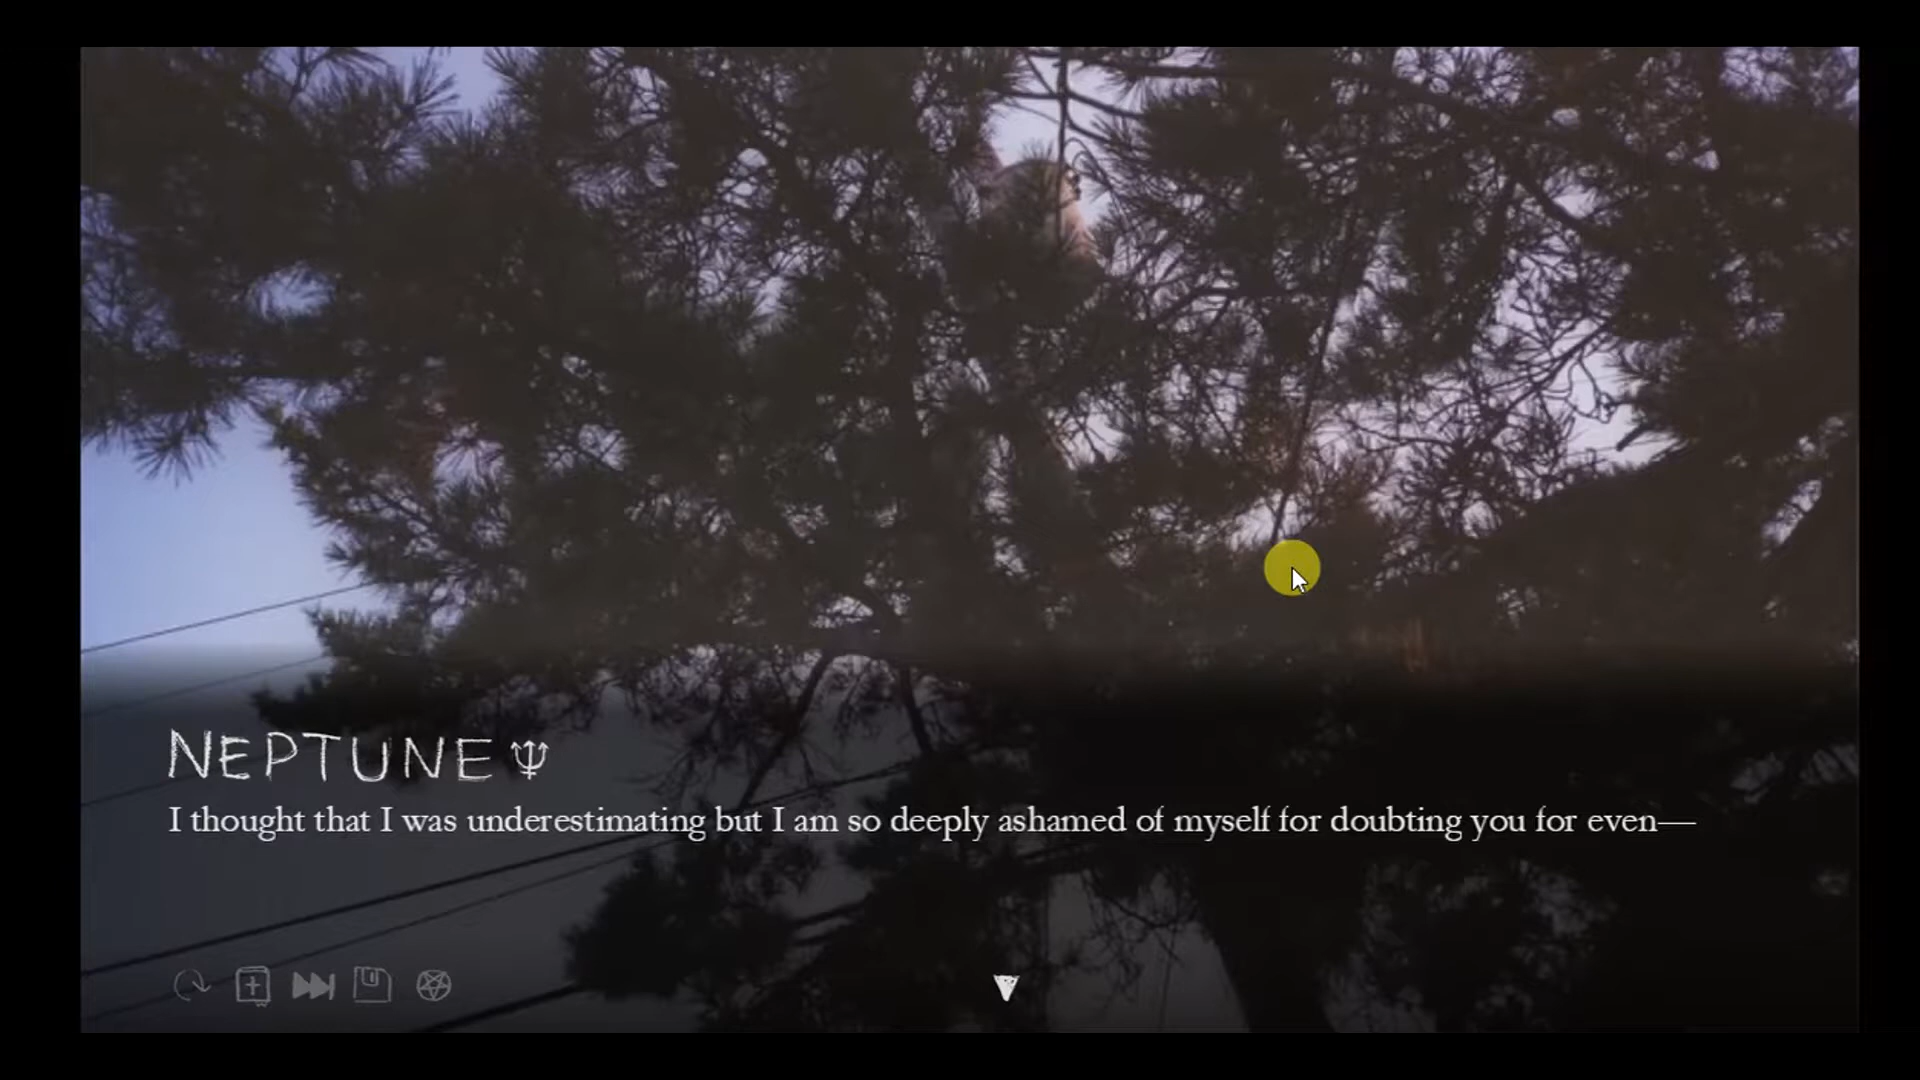 NEPTUNE♆
I thought that I was underestimating but I am so deeply ashamed of myself for doubting you for even—